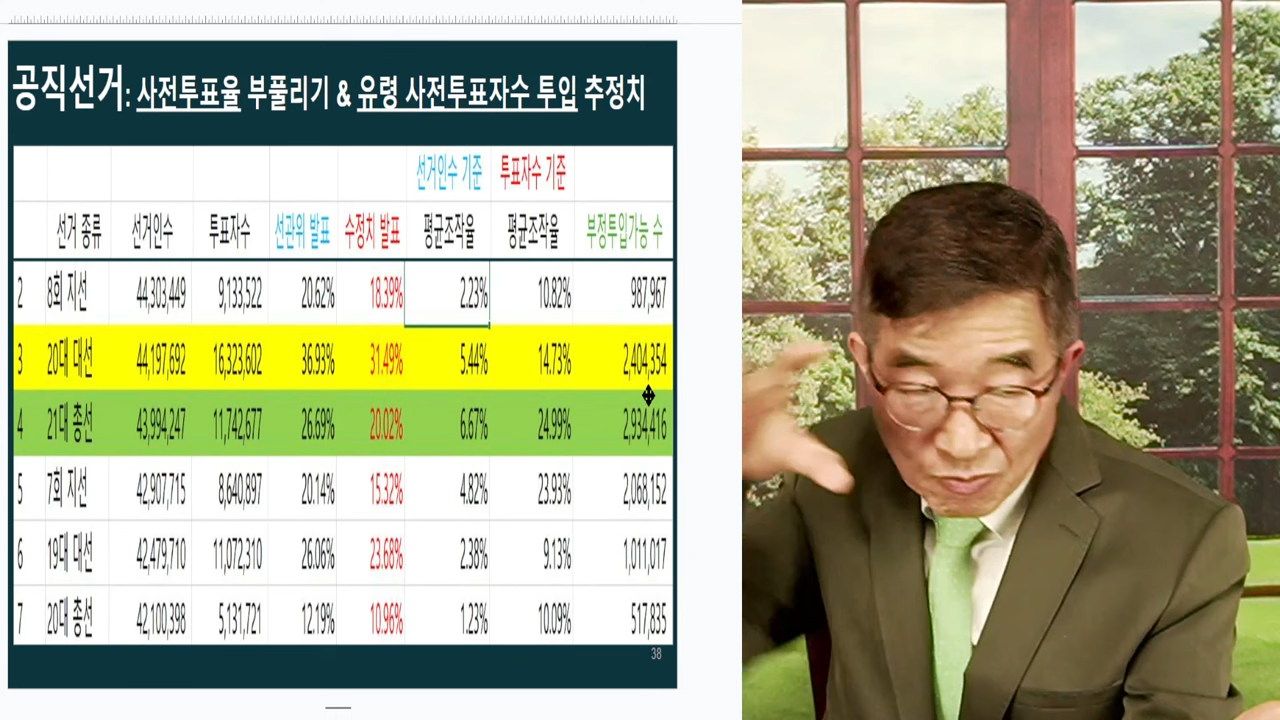 공직선거: 사전투표율 부풀리기 & 유령 사전투표자수 투입 추정치
선거인수 기준 투표자수 기준
선거 종류 선거인수 투표자수 선관위 발표 수정치 발표 평균조작율 평균조작율 부정투입가능 수
2 8회 지선 44,303,449 9,133,522 20.62% 18.39% 2.23% 10.82% 987,967
3 20대 대선 44,197,692 16,323,602 36.93% 31.49% 5.44% 14.73% 2,404,354
4 21대 총선 43,994,247 11,742,677 26.69% 20.02% 6.67% 24.99% 2,934,416
5 7회 지선 42,907,715 8,640,897 20.14% 15.32% 4.82% 23.93% 2,068,152
6 19대 대선 42,479,710 11,072,310 26.06% 23.68% 2.38% 9.13% 1,011,017
7 20대 총선 42,100,398 5,131,721 12.19% 10.96% 1.23% 10.09% 517,835
38